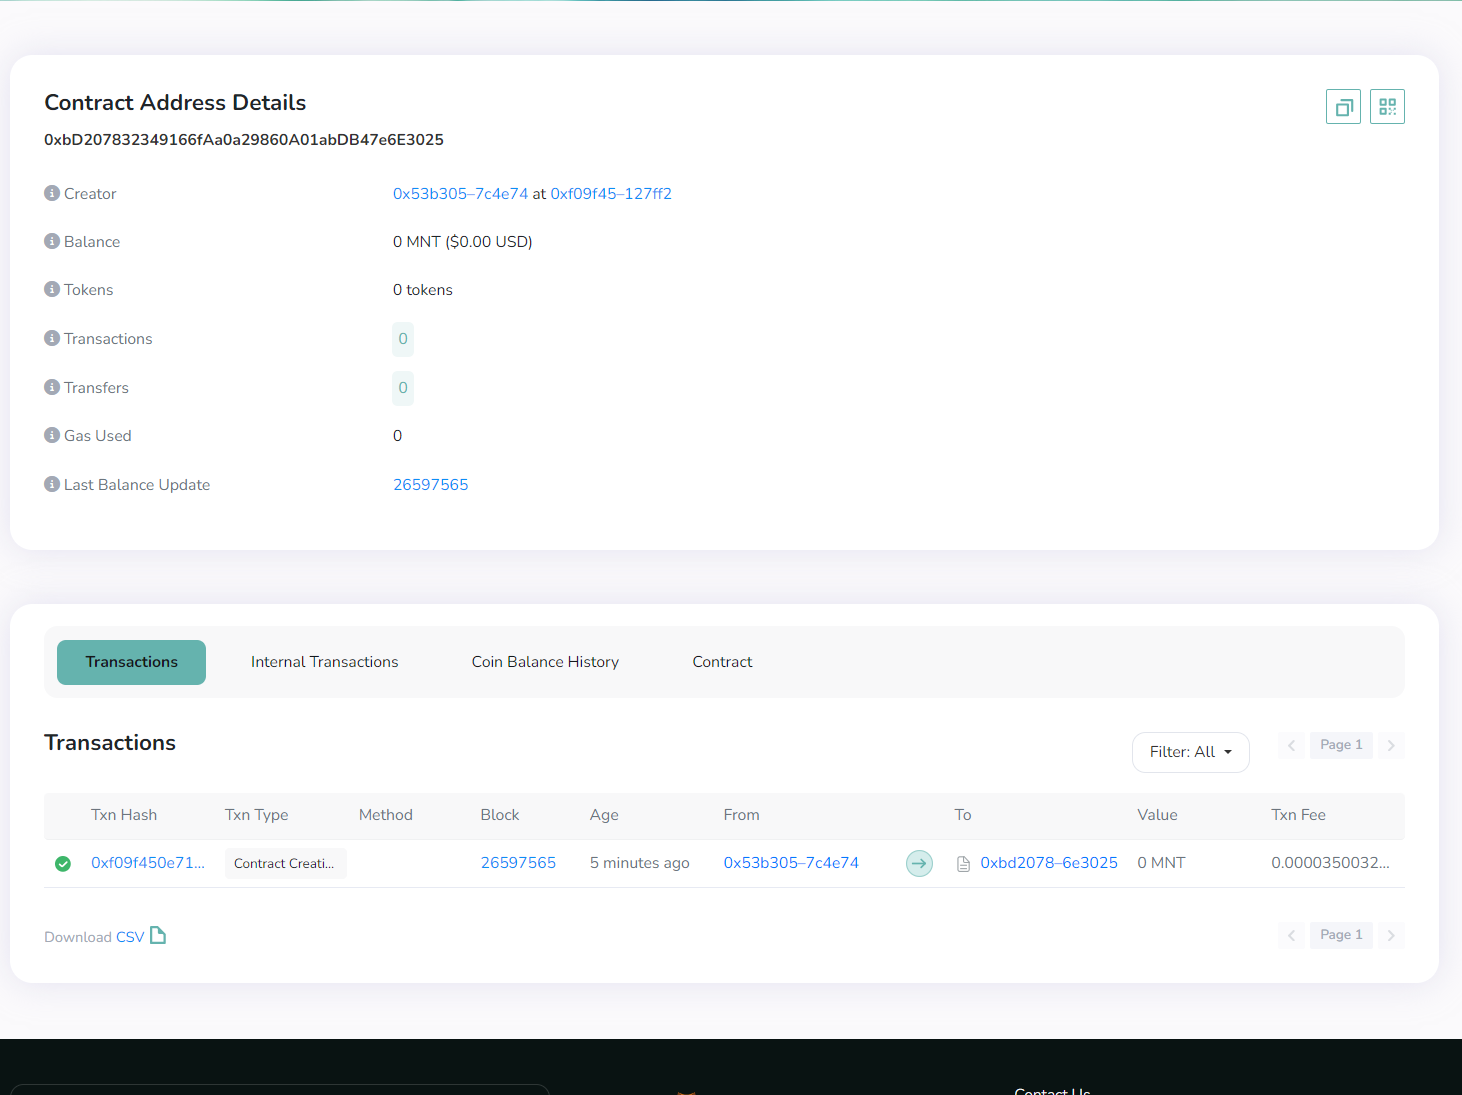 Contract Address Details
0xbD207832349166fAa0a29860A01abDB47e6E3025
Creator 0x53b305–7c4e74 at 0xf09f45–127ff2
Balance 0 MNT ($0.00 USD)
Tokens 0 tokens
Transactions 0
Transfers 0
Gas Used 0
Last Balance Update 26597565
Transactions Internal Transactions Coin Balance History Contract
Transactions
Filter: All Page 1
Txn Hash Txn Type Method Block Age From To Value Txn Fee
0xf09f450e71... Contract Creati... 26597565 5 minutes ago 0x53b305–7c4e74 0xbd2078–6e3025 0 MNT 0.0000350032...
Download CSV Page 1
Contact Us